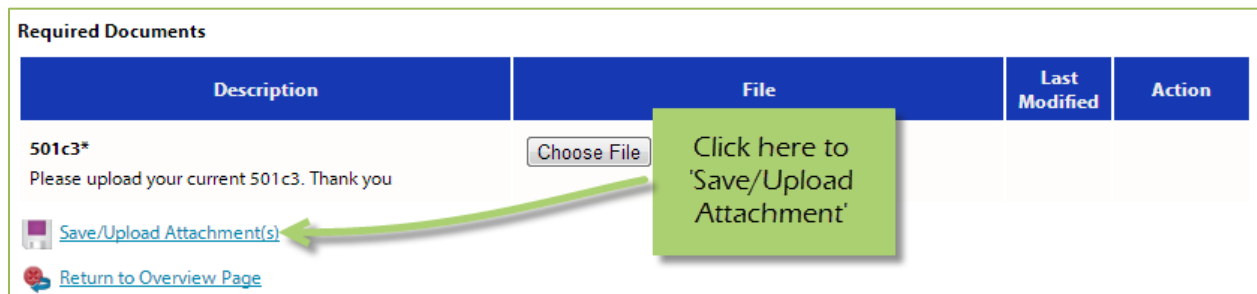 Required Documents
Description
File
Last
Modified
Action
501c3*
Please upload your current 501c3. Thank you
Choose File
Click here to
'Save/Upload
Attachment'
Save/Upload Attachment(s)
Return to Overview Page